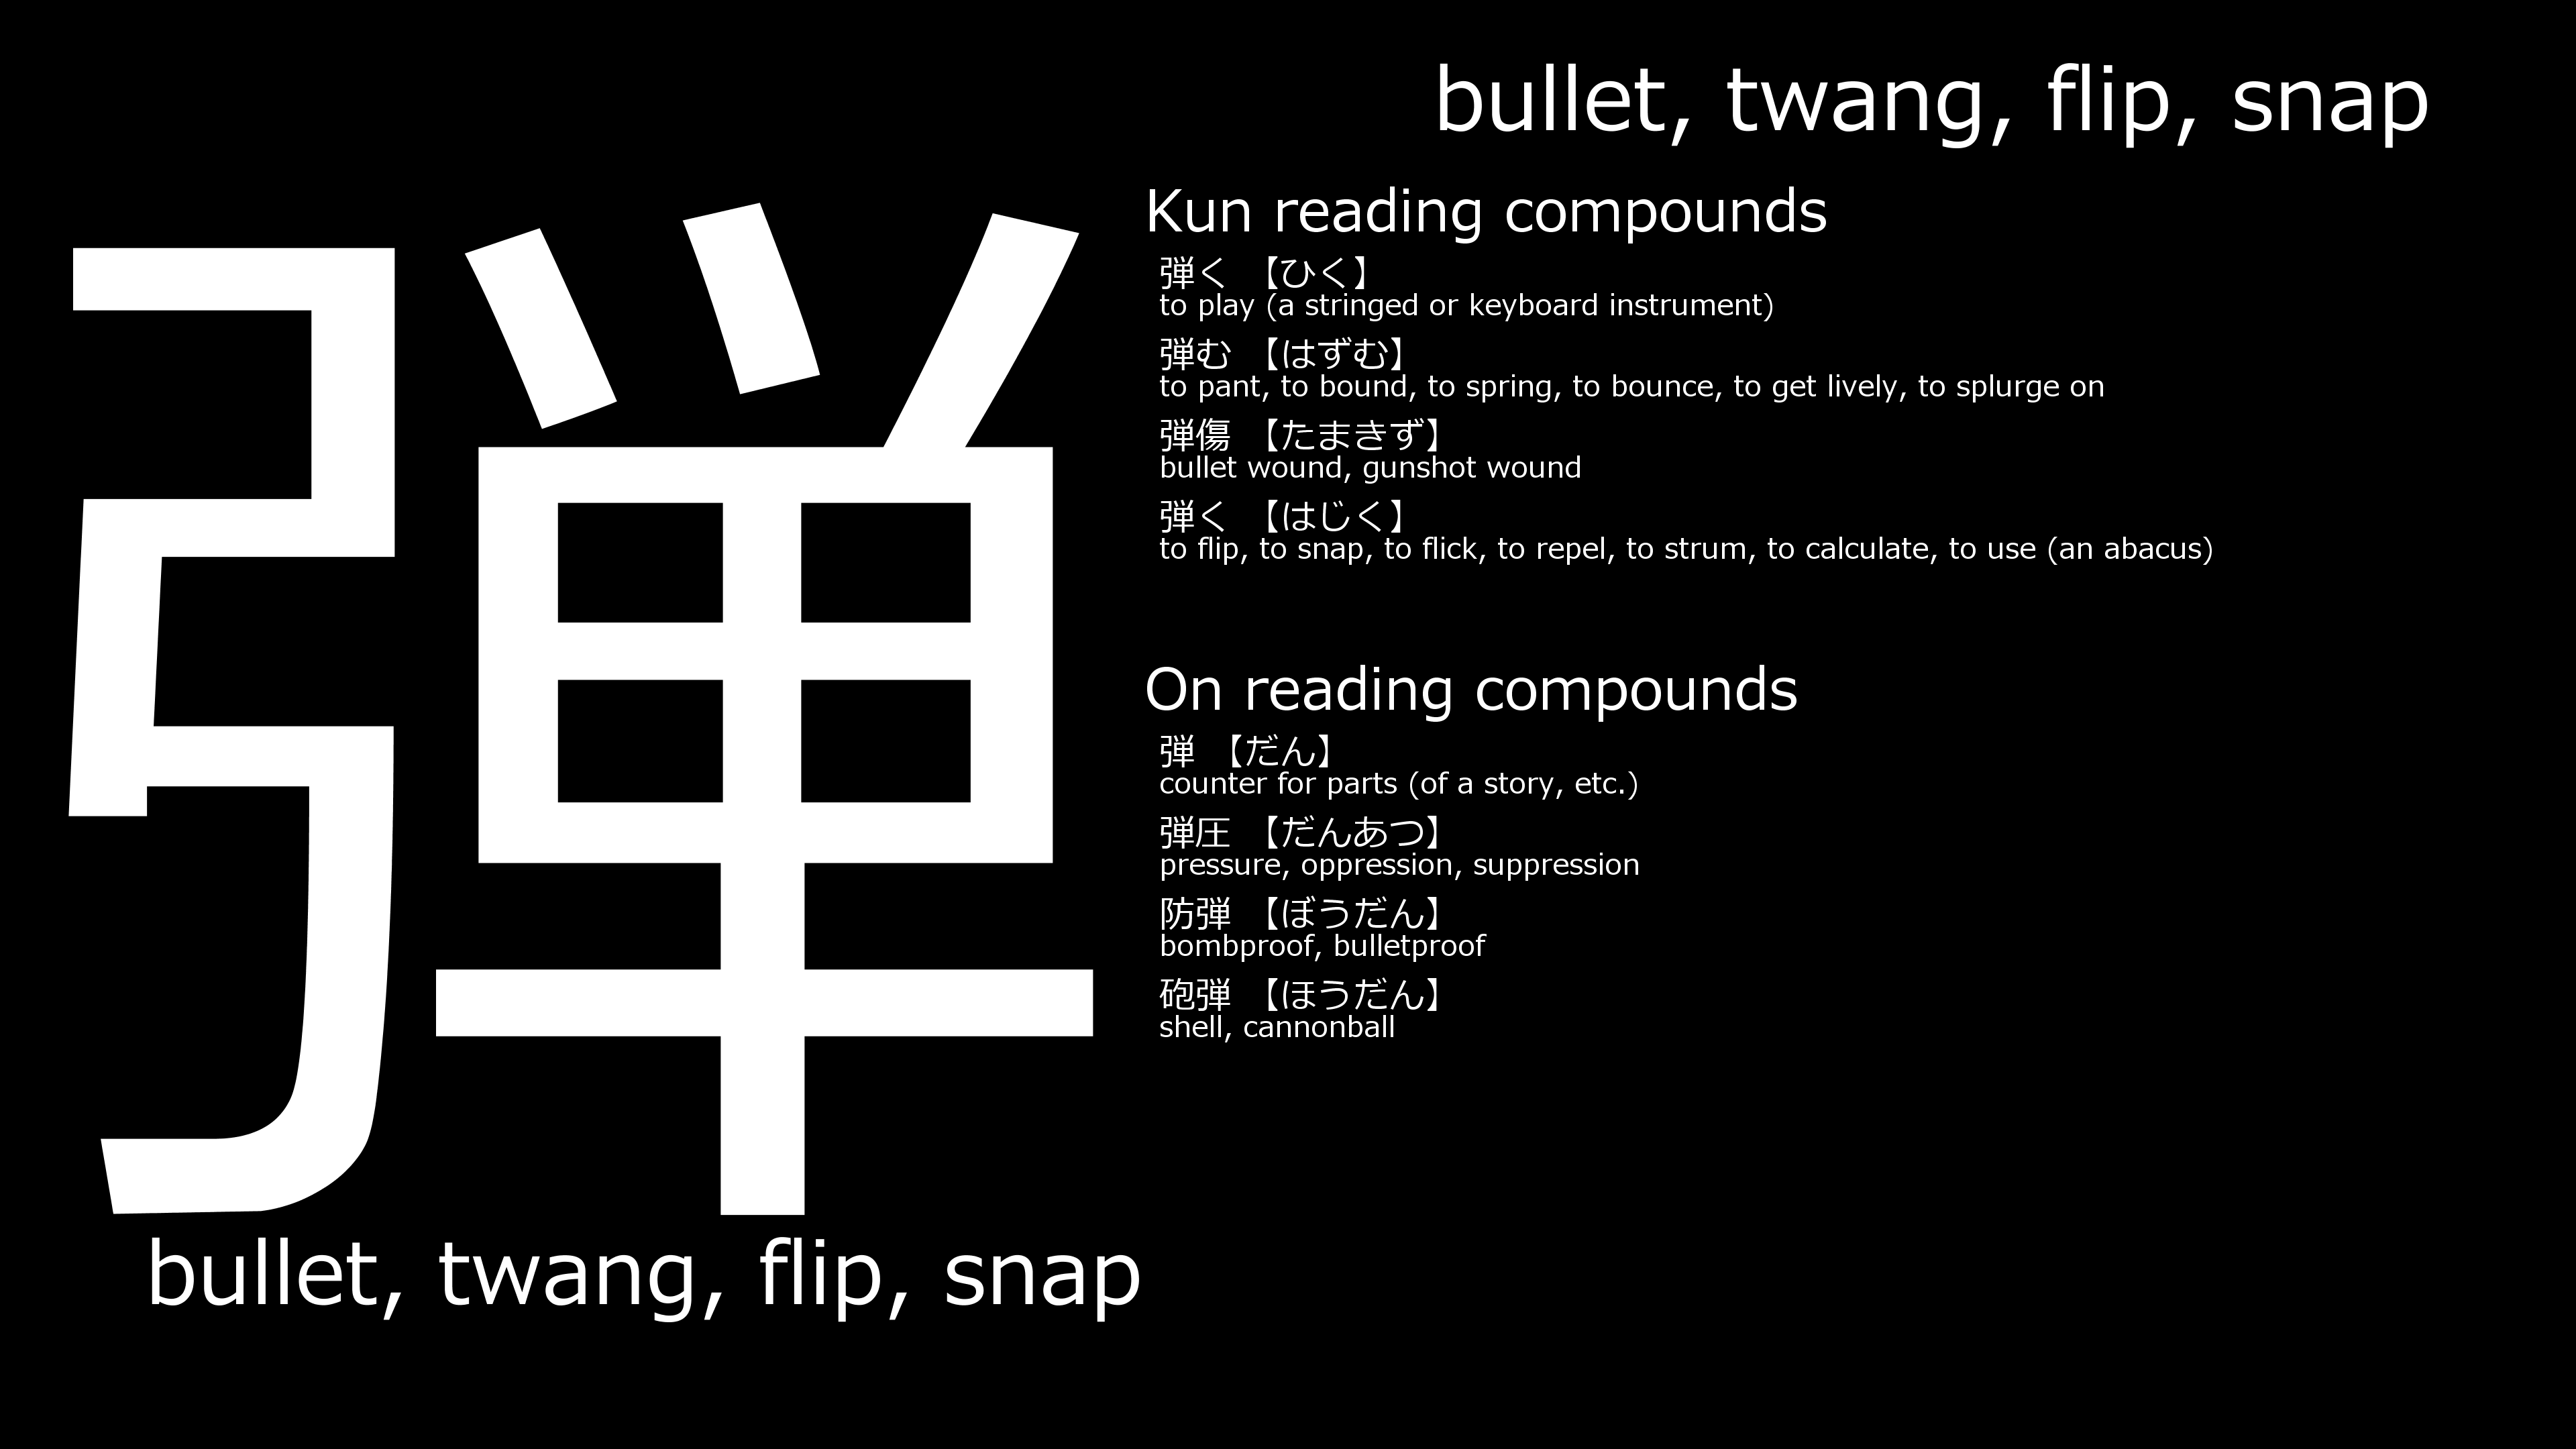 bullet, twang, flip, snap
弾
Kun reading compounds
弾く 【ひく】
to play (a stringed or keyboard instrument)
弾む 【はずむ】
to pant, to bound, to spring, to bounce, to get lively, to splurge on
弾傷 【たまきず】
bullet wound, gunshot wound
弾く 【はじく】
to flip, to snap, to flick, to repel, to strum, to calculate, to use (an abacus)
On reading compounds
弾 【だん】
counter for parts (of a story, etc.)
弾圧 【だんあつ】
pressure, oppression, suppression
防弾 【ぼうだん】
bombproof, bulletproof
砲弾 【ほうだん】
shell, cannonball
bullet, twang, flip, snap